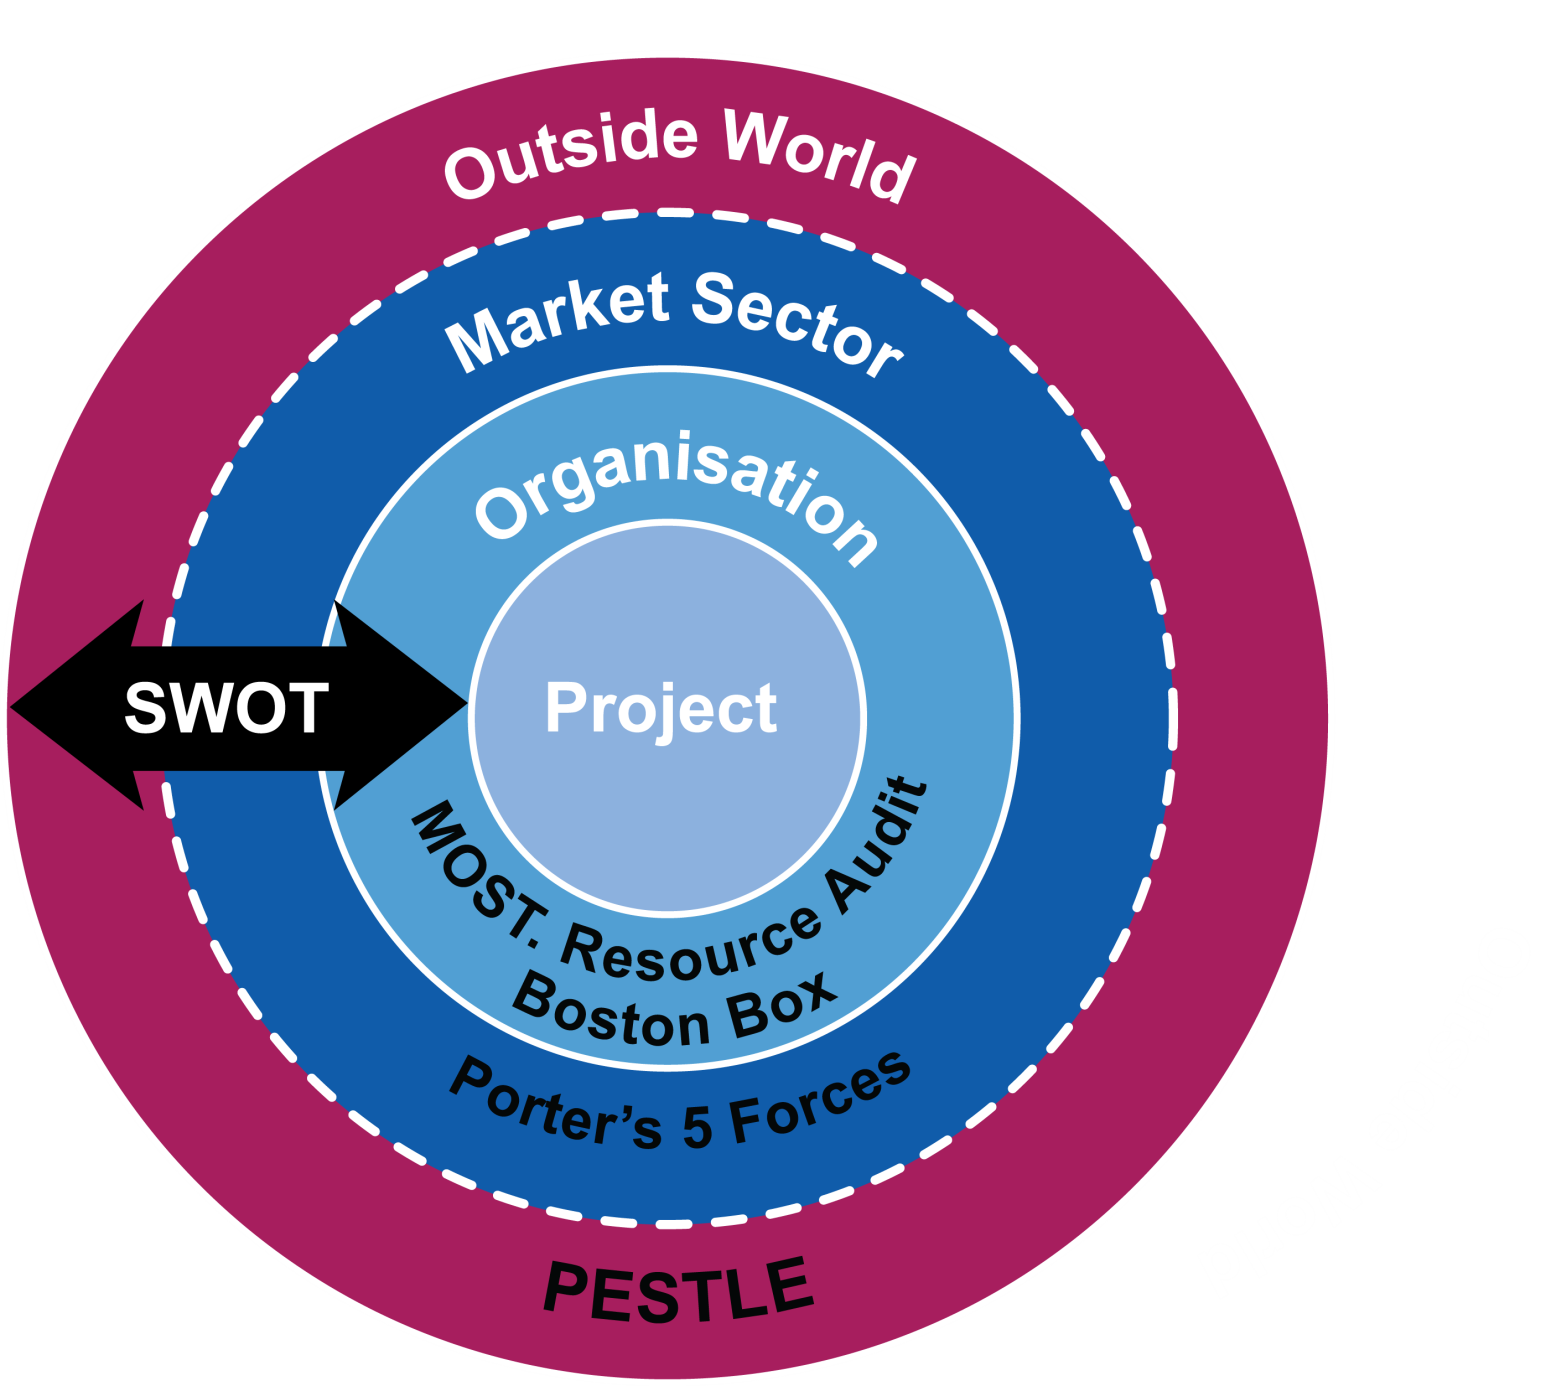 Outside World
Market Sector
Organisation
SWOT
Project
MOST. Resource Audit
Boston Box
Porter’s 5 Forces
PESTLE